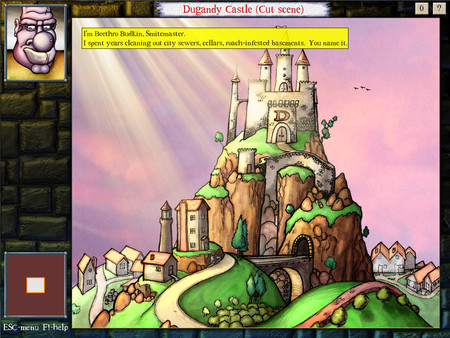 Dugandy Castle (Cut scene)
0 ?
I'm Beethro Budkin, Smitemaster.
I spent years cleaning out city sewers, cellars, roach-infested basements. You name it.
D
ESC-menu F1-help